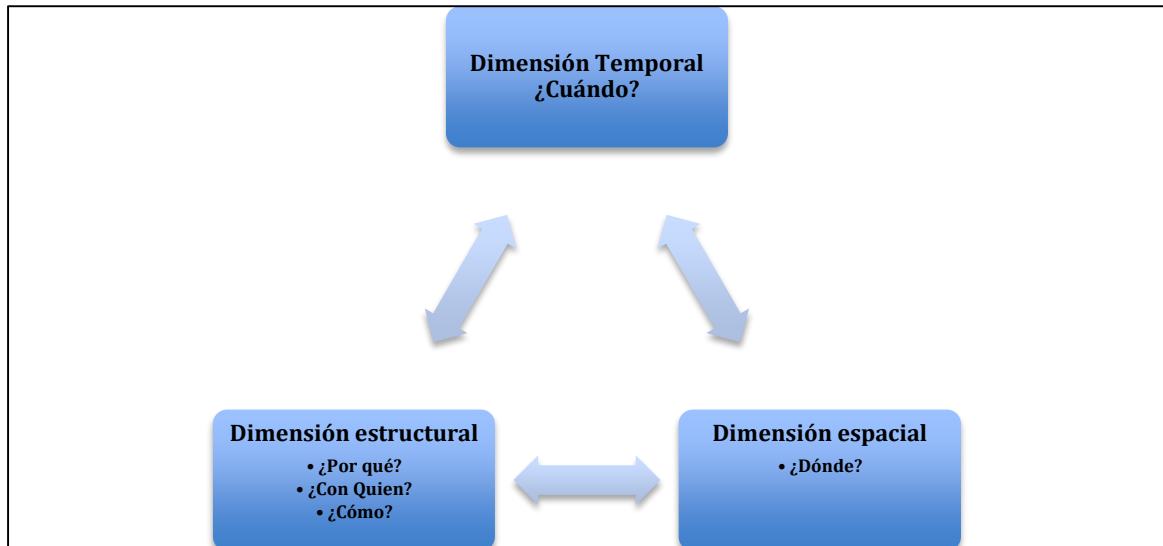 Dimensión Temporal
¿Cuándo?
Dimensión estructural
• ¿Por qué?
• ¿Con Quien?
• ¿Cómo?
Dimensión espacial
• ¿Dónde?